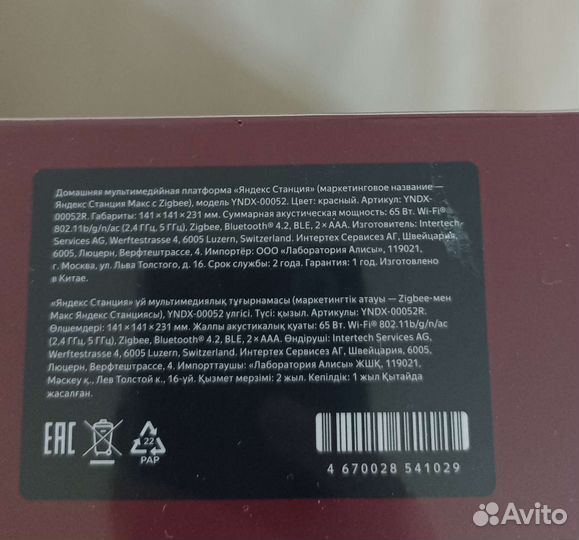 Домашняя мультимедийная платформа «Яндекс Станция» (маркетинговое название —
Яндекс Станция Макс с Zigbee), модель YNDX-00052. Цвет: красный. Артикул: YNDX-
00052R. Габариты: 141×141×231 мм. Суммарная акустическая мощность: 65 Вт. Wi-Fi®
802.11b/g/n/ac (2,4 ГГц, 5 ГГц), Zigbee, Bluetooth® 4.2, BLE, 2×AAA. Изготовитель: Intertech
Services AG, Werftestrasse 4, 6005 Luzern, Switzerland. Интертех Сервисез АГ, Швейцария,
6005, Люцерн, Верфтештрассе, 4. Импортёр: ООО «Лаборатория Алисы», 119021,
г. Москва, ул. Льва Толстого, д. 16. Срок службы: 2 года. Гарантия: 1 год. Изготовлено
в Китае.
«Яндекс Станция» үй мультимедиялық тұғырнамасы (маркетингтік атауы — Zigbee-мен
Макс Яндекс Станциясы), YNDX-00052 үлгісі. Түсі: қызыл. Артикулы: YNDX-00052R.
Өлшемдері: 141×141×231 мм. Жалпы акустикалық қуаты: 65 Вт. Wi-Fi® 802.11b/g/n/ac
(2,4 ГГц, 5 ГГц), Zigbee, Bluetooth® 4.2, BLE, 2×AAA. Өндіруші: Intertech Services AG,
Werftestrasse 4, 6005 Luzern, Switzerland. Интертех Сервисез АГ, Швейцария, 6005,
Люцерн, Верфтештрассе, 4. Импорттаушы: «Лаборатория Алисы» ЖШҚ, 119021,
Мәскеу қ., Лев Толстой к., 16-үй. Қызмет мерзімі: 2 жыл. Кепілдік: 1 жыл Қытайда
жасалған.
EAC
22
PAP
4 670028 541029
Avito